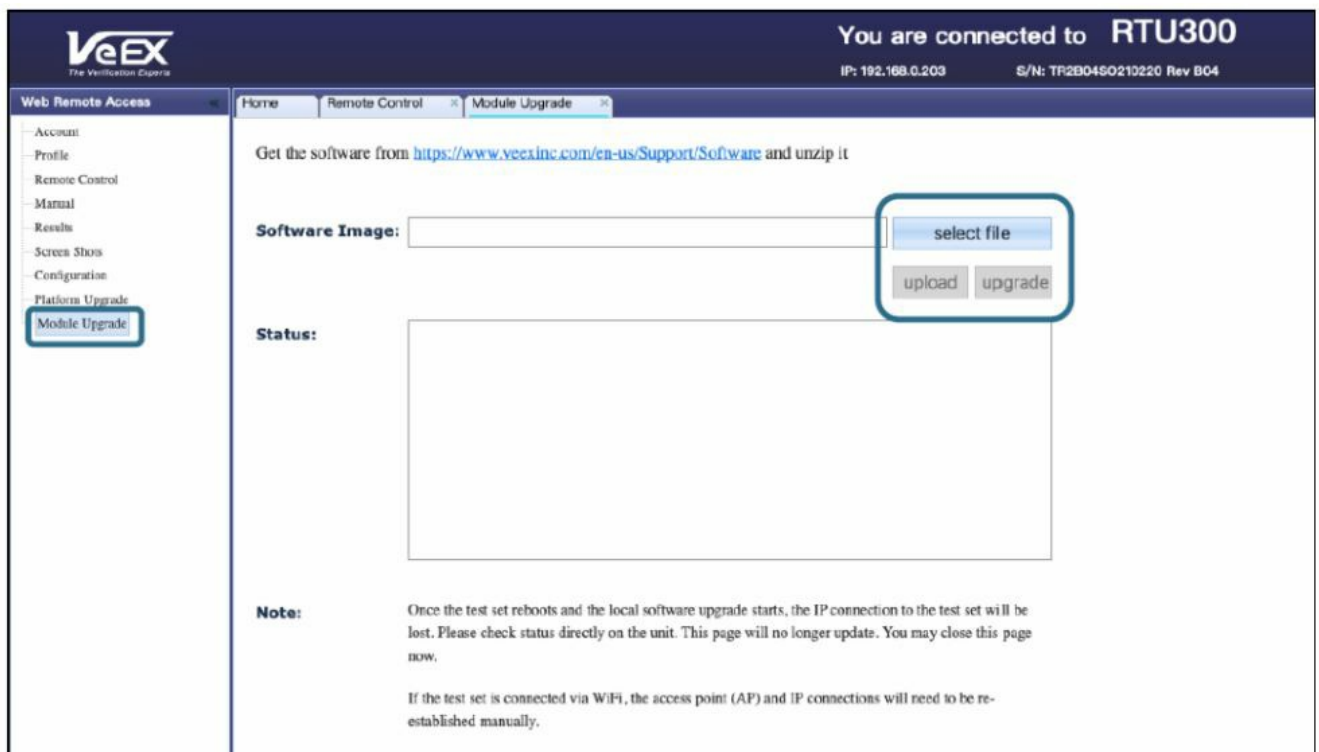 VeEX
The Verification Experts
You are connected to RTU300
IP: 192.168.0.203 S/N: TR2B04SO210220 Rev B04
Web Remote Access
Home Remote Control Module Upgrade
Account
Profile
Remote Control
Manual
Results
Screen Shots
Configuration
Platform Upgrade
Module Upgrade
Get the software from https://www.veexinc.com/en-us/Support/Software and unzip it
Software Image: select file
upload upgrade
Status:
Note: Once the test set reboots and the local software upgrade starts, the IP connection to the test set will be
lost. Please check status directly on the unit. This page will no longer update. You may close this page
now.
If the test set is connected via WiFi, the access point (AP) and IP connections will need to be re-
established manually.